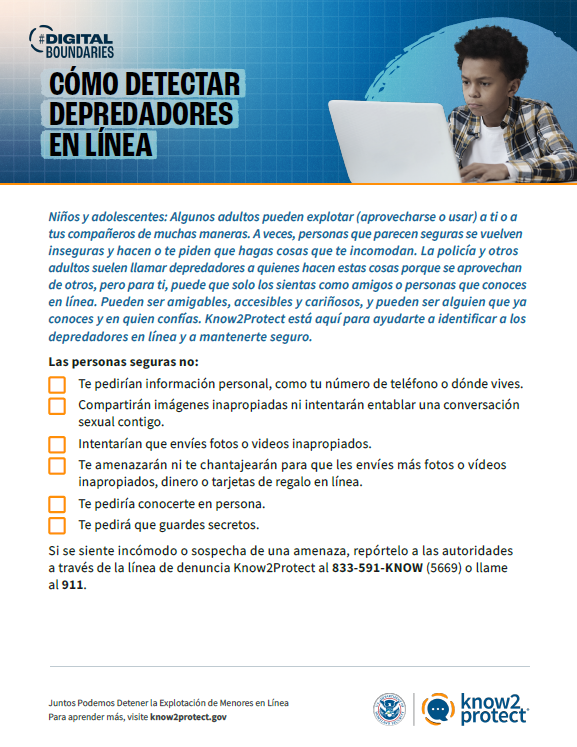 #DIGITAL
BOUNDARIES
CÓMO DETECTAR
DEPREDADORES
EN LÍNEA
Niños y adolescentes: Algunos adultos pueden explotar (aprovecharse o usar) a ti o a
tus compañeros de muchas maneras. A veces, personas que parecen seguras se vuelven
inseguras y hacen o te piden que hagas cosas que te incomodan. La policía y otros
adultos suelen llamar depredadores a quienes hacen estas cosas porque se aprovechan
de otros, pero para ti, puede que solo los sientas como amigos o personas que conoces
en línea. Pueden ser amigables, accesibles y cariñosos, y pueden ser alguien que ya
conoces y en quien confías. Know2Protect está aquí para ayudarte a identificar a los
depredadores en línea y a mantenerte seguro.
Las personas seguras no:
Te pedirían información personal, como tu número de teléfono o dónde vives.
Compartirán imágenes inapropiadas ni intentarán entablar una conversación
sexual contigo.
Intentarían que envíes fotos o videos inapropiados.
Te amenazarán ni te chantajearán para que les envíes más fotos o vídeos
inapropiados, dinero o tarjetas de regalo en línea.
Te pediría conocerte en persona.
Te pedirá que guardes secretos.
Si se siente incómodo o sospecha de una amenaza, repórtelo a las autoridades
a través de la línea de denuncia Know2Protect al 833-591-KNOW (5669) o llame
al 911.
Juntos Podemos Detener la Explotación de Menores en Línea
Para aprender más, visite know2protect.gov
know2
protect